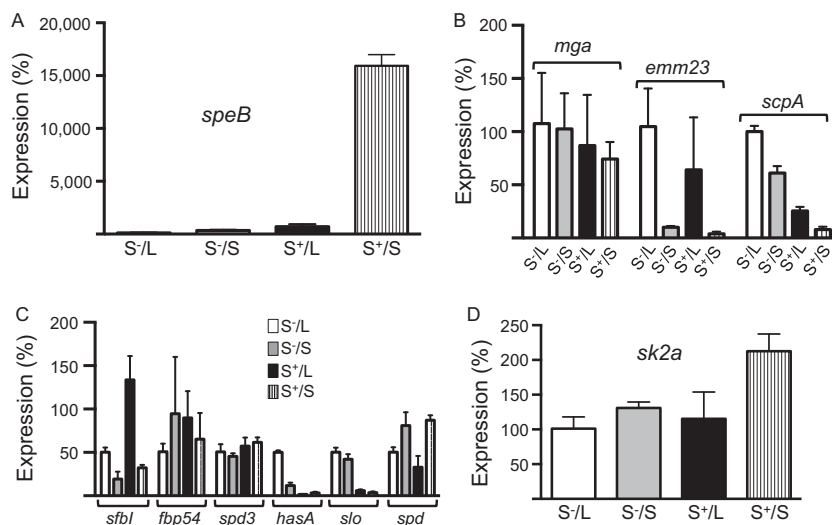 A
20,000
15,000
10,000
5,000
Expression (%)
speB
S⁻/L S⁻/S S⁺/L S⁺/S
B
200
150
100
50
Expression (%)
mga
emm23
scpA
S⁻/L S⁻/S S⁺/L S⁺/S S⁻/L S⁻/S S⁺/L S⁺/S S⁻/L S⁻/S S⁺/L S⁺/S
C
200
150
100
50
Expression (%)
S⁻/L
S⁻/S
S⁺/L
S⁺/S
sfbI fbp54 spd3 hasA slo spd
D
250
200
150
100
50
Expression (%)
sk2a
S⁻/L S⁻/S S⁺/L S⁺/S